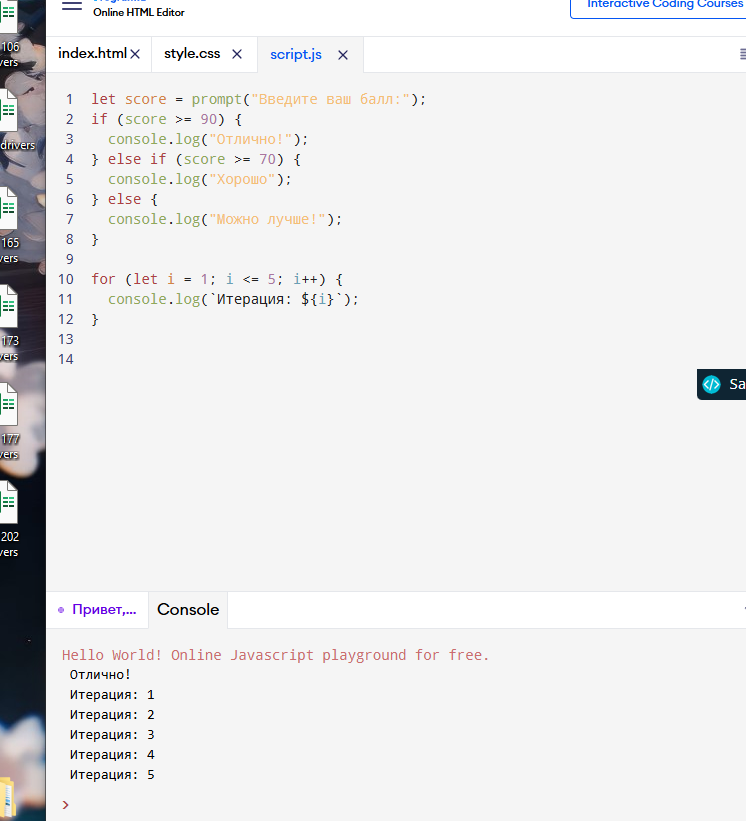 Online HTML Editor
Interactive Coding Courses
index.html
style.css
script.js
1 let score = prompt("Введите ваш балл:");
2 if (score >= 90) {
3 console.log("Отлично!");
4 } else if (score >= 70) {
5 console.log("Хорошо");
6 } else {
7 console.log("Можно лучше!");
8 }
9
10 for (let i = 1; i <= 5; i++) {
11 console.log(`Итерация: ${i}`);
12 }
13
14
106
vers
drivers
165
vers
173
vers
177
vers
202
vers
Sa
Привет,...
Console
Hello World! Online Javascript playground for free.
Отлично!
Итерация: 1
Итерация: 2
Итерация: 3
Итерация: 4
Итерация: 5
>